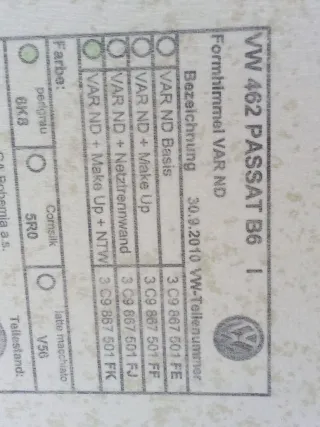 VW 462 PASSAT B6 I
Formhimmel VAR ND
Bezeichnung 30.9.2010 VW-Teilenummer
VAR ND Basis 3 C9 867 501 FE
VAR ND + Make Up 3 C9 867 501 FF
VAR ND + Netztrennwand 3 C9 867 501 FJ
VAR ND + Make Up + NTW 3 C9 867 501 FK
Farbe:
perlgrau Cornsilk latte macchiato
6K8 5R0 V56
Teilestand:
Bohemia a.s.